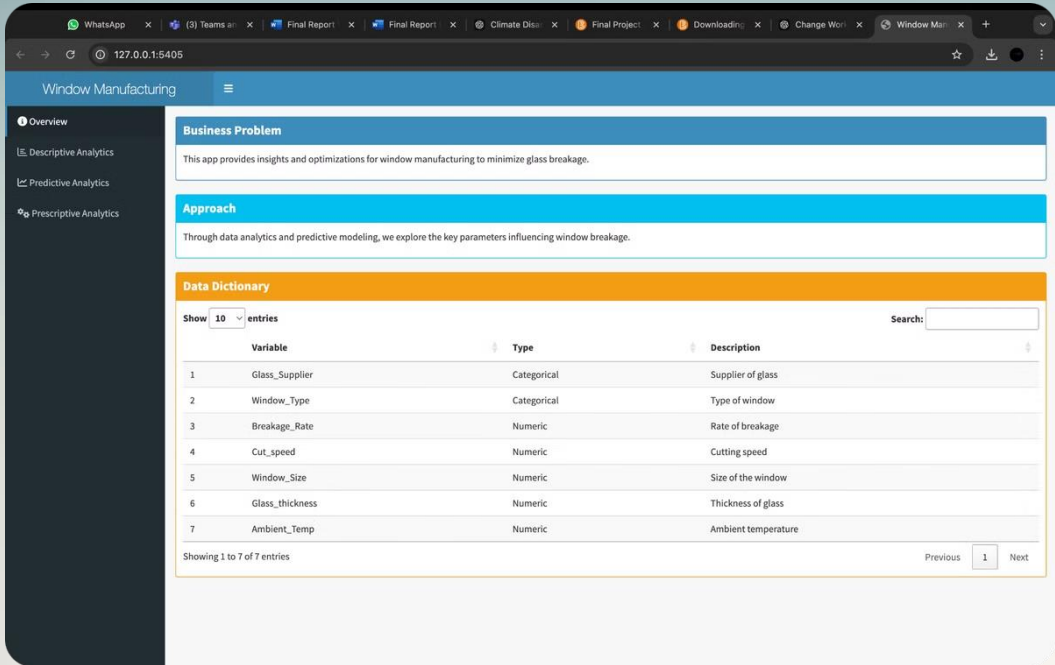 WhatsApp (3) Teams an Final Report Final Report Climate Disas Final Project Downloading Change Wor Window Man
127.0.0.1:5405
Window Manufacturing
Overview
Descriptive Analytics
Predictive Analytics
Prescriptive Analytics
Business Problem
This app provides insights and optimizations for window manufacturing to minimize glass breakage.
Approach
Through data analytics and predictive modeling, we explore the key parameters influencing window breakage.
Data Dictionary
Show 10 entries Search:
Variable Type Description
1 Glass_Supplier Categorical Supplier of glass
2 Window_Type Categorical Type of window
3 Breakage_Rate Numeric Rate of breakage
4 Cut_speed Numeric Cutting speed
5 Window_Size Numeric Size of the window
6 Glass_thickness Numeric Thickness of glass
7 Ambient_Temp Numeric Ambient temperature
Showing 1 to 7 of 7 entries Previous 1 Next